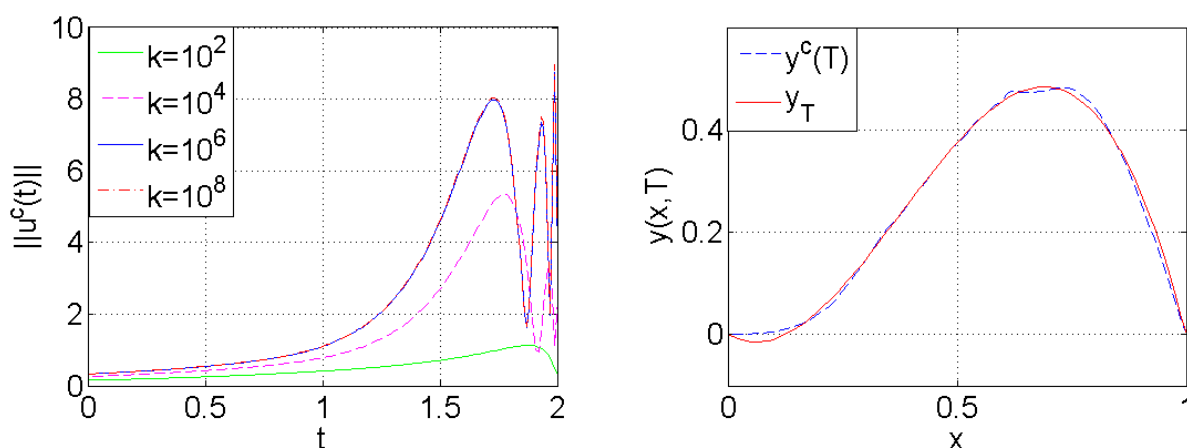 10
8
6
4
2
0
||u^c(t)||
k=10^2
k=10^4
k=10^6
k=10^8
0 0.5 1 1.5 2
t
0.4
0.2
0
y(x,T)
y^c(T)
y_T
0 0.5 1
x